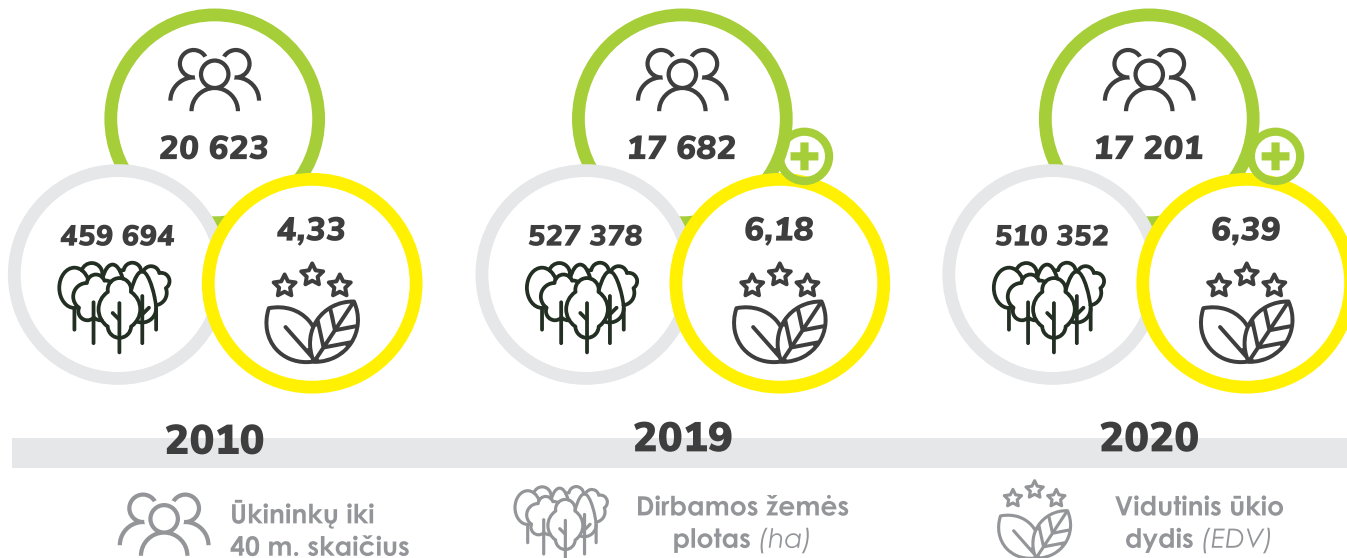 20 623
459 694
4,33
2010
17 682
527 378
6,18
2019
17 201
510 352
6,39
2020
Ūkininkų iki
40 m. skaičius
Dirbamos žemės
plotas (ha)
Vidutinis ūkio
dydis (EDV)